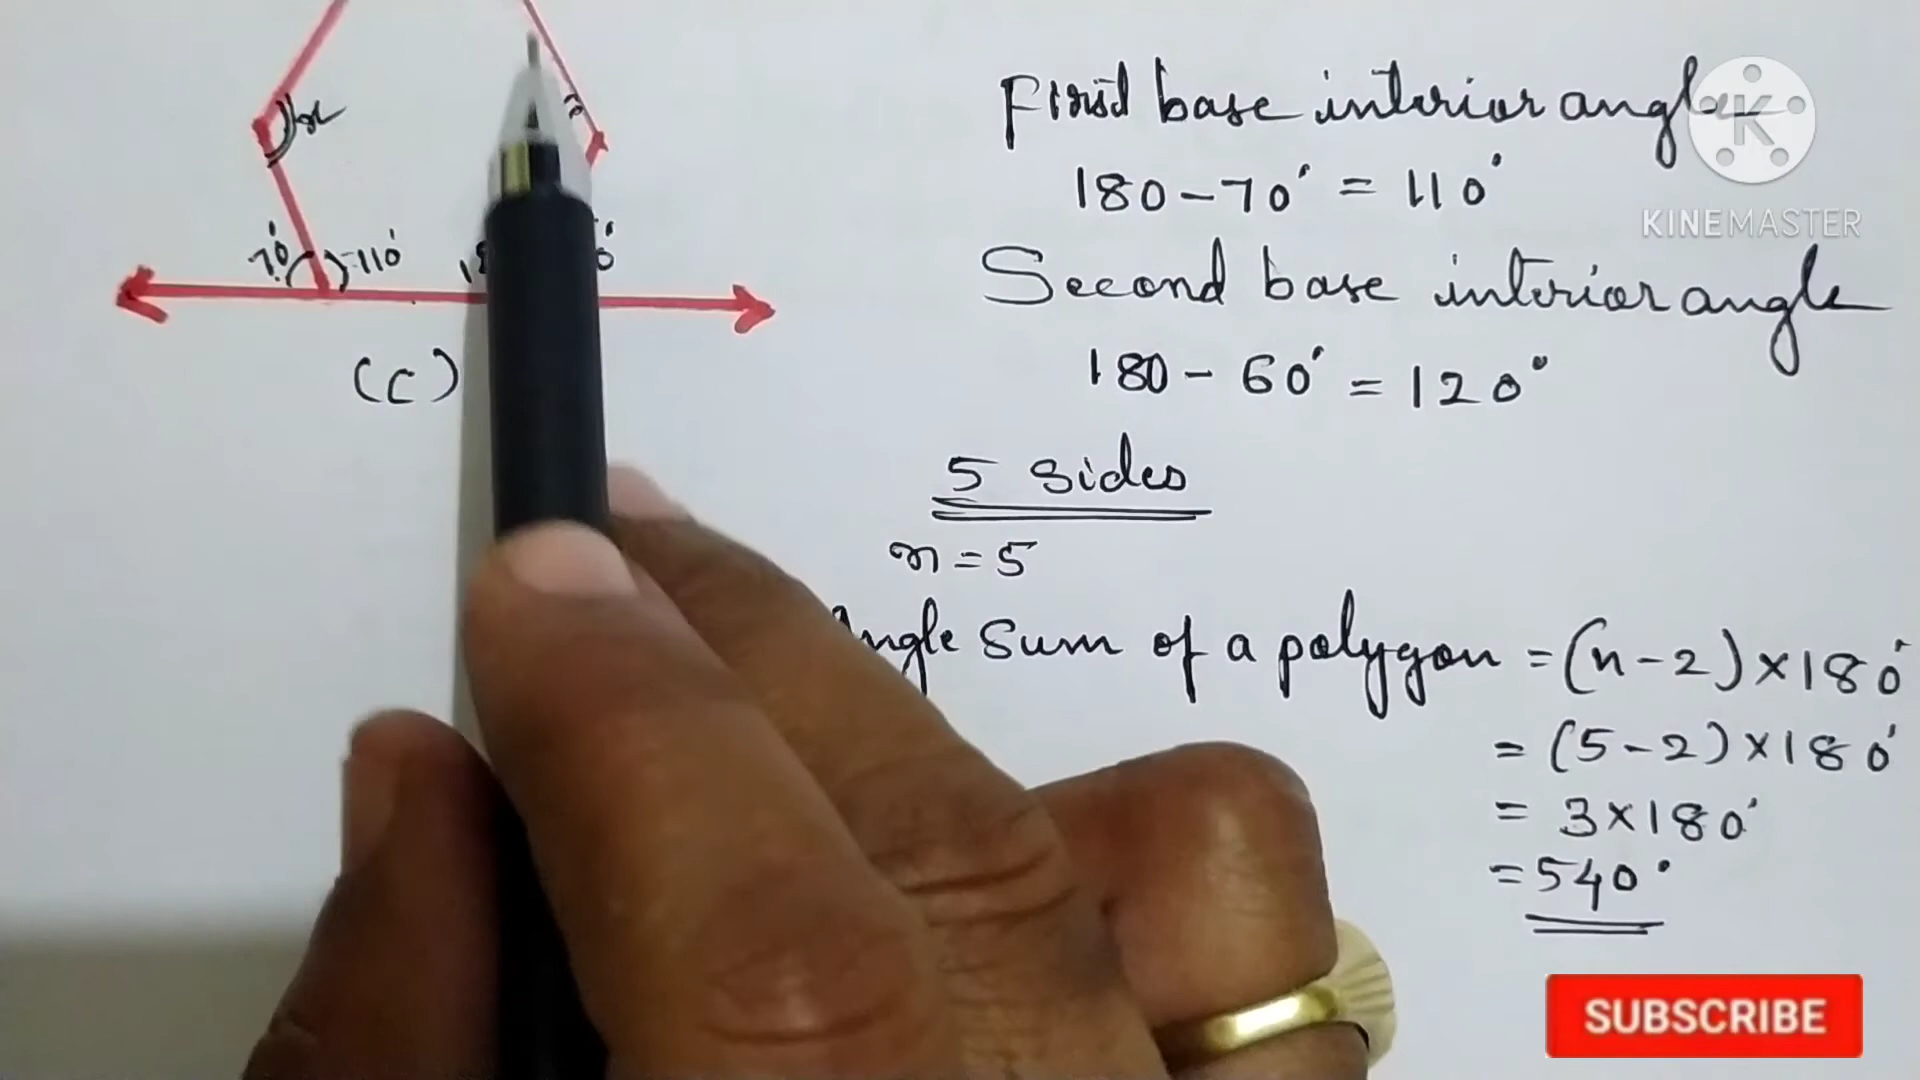 x
70° 110°
(C)
First base interior angle
180 - 70° = 110°
Second base interior angle
180 - 60° = 120°
5 sides
n = 5
Angle sum of a polygon = (n - 2) × 180°
= (5 - 2) × 180°
= 3 × 180°
= 540°
KINEMASTER
SUBSCRIBE